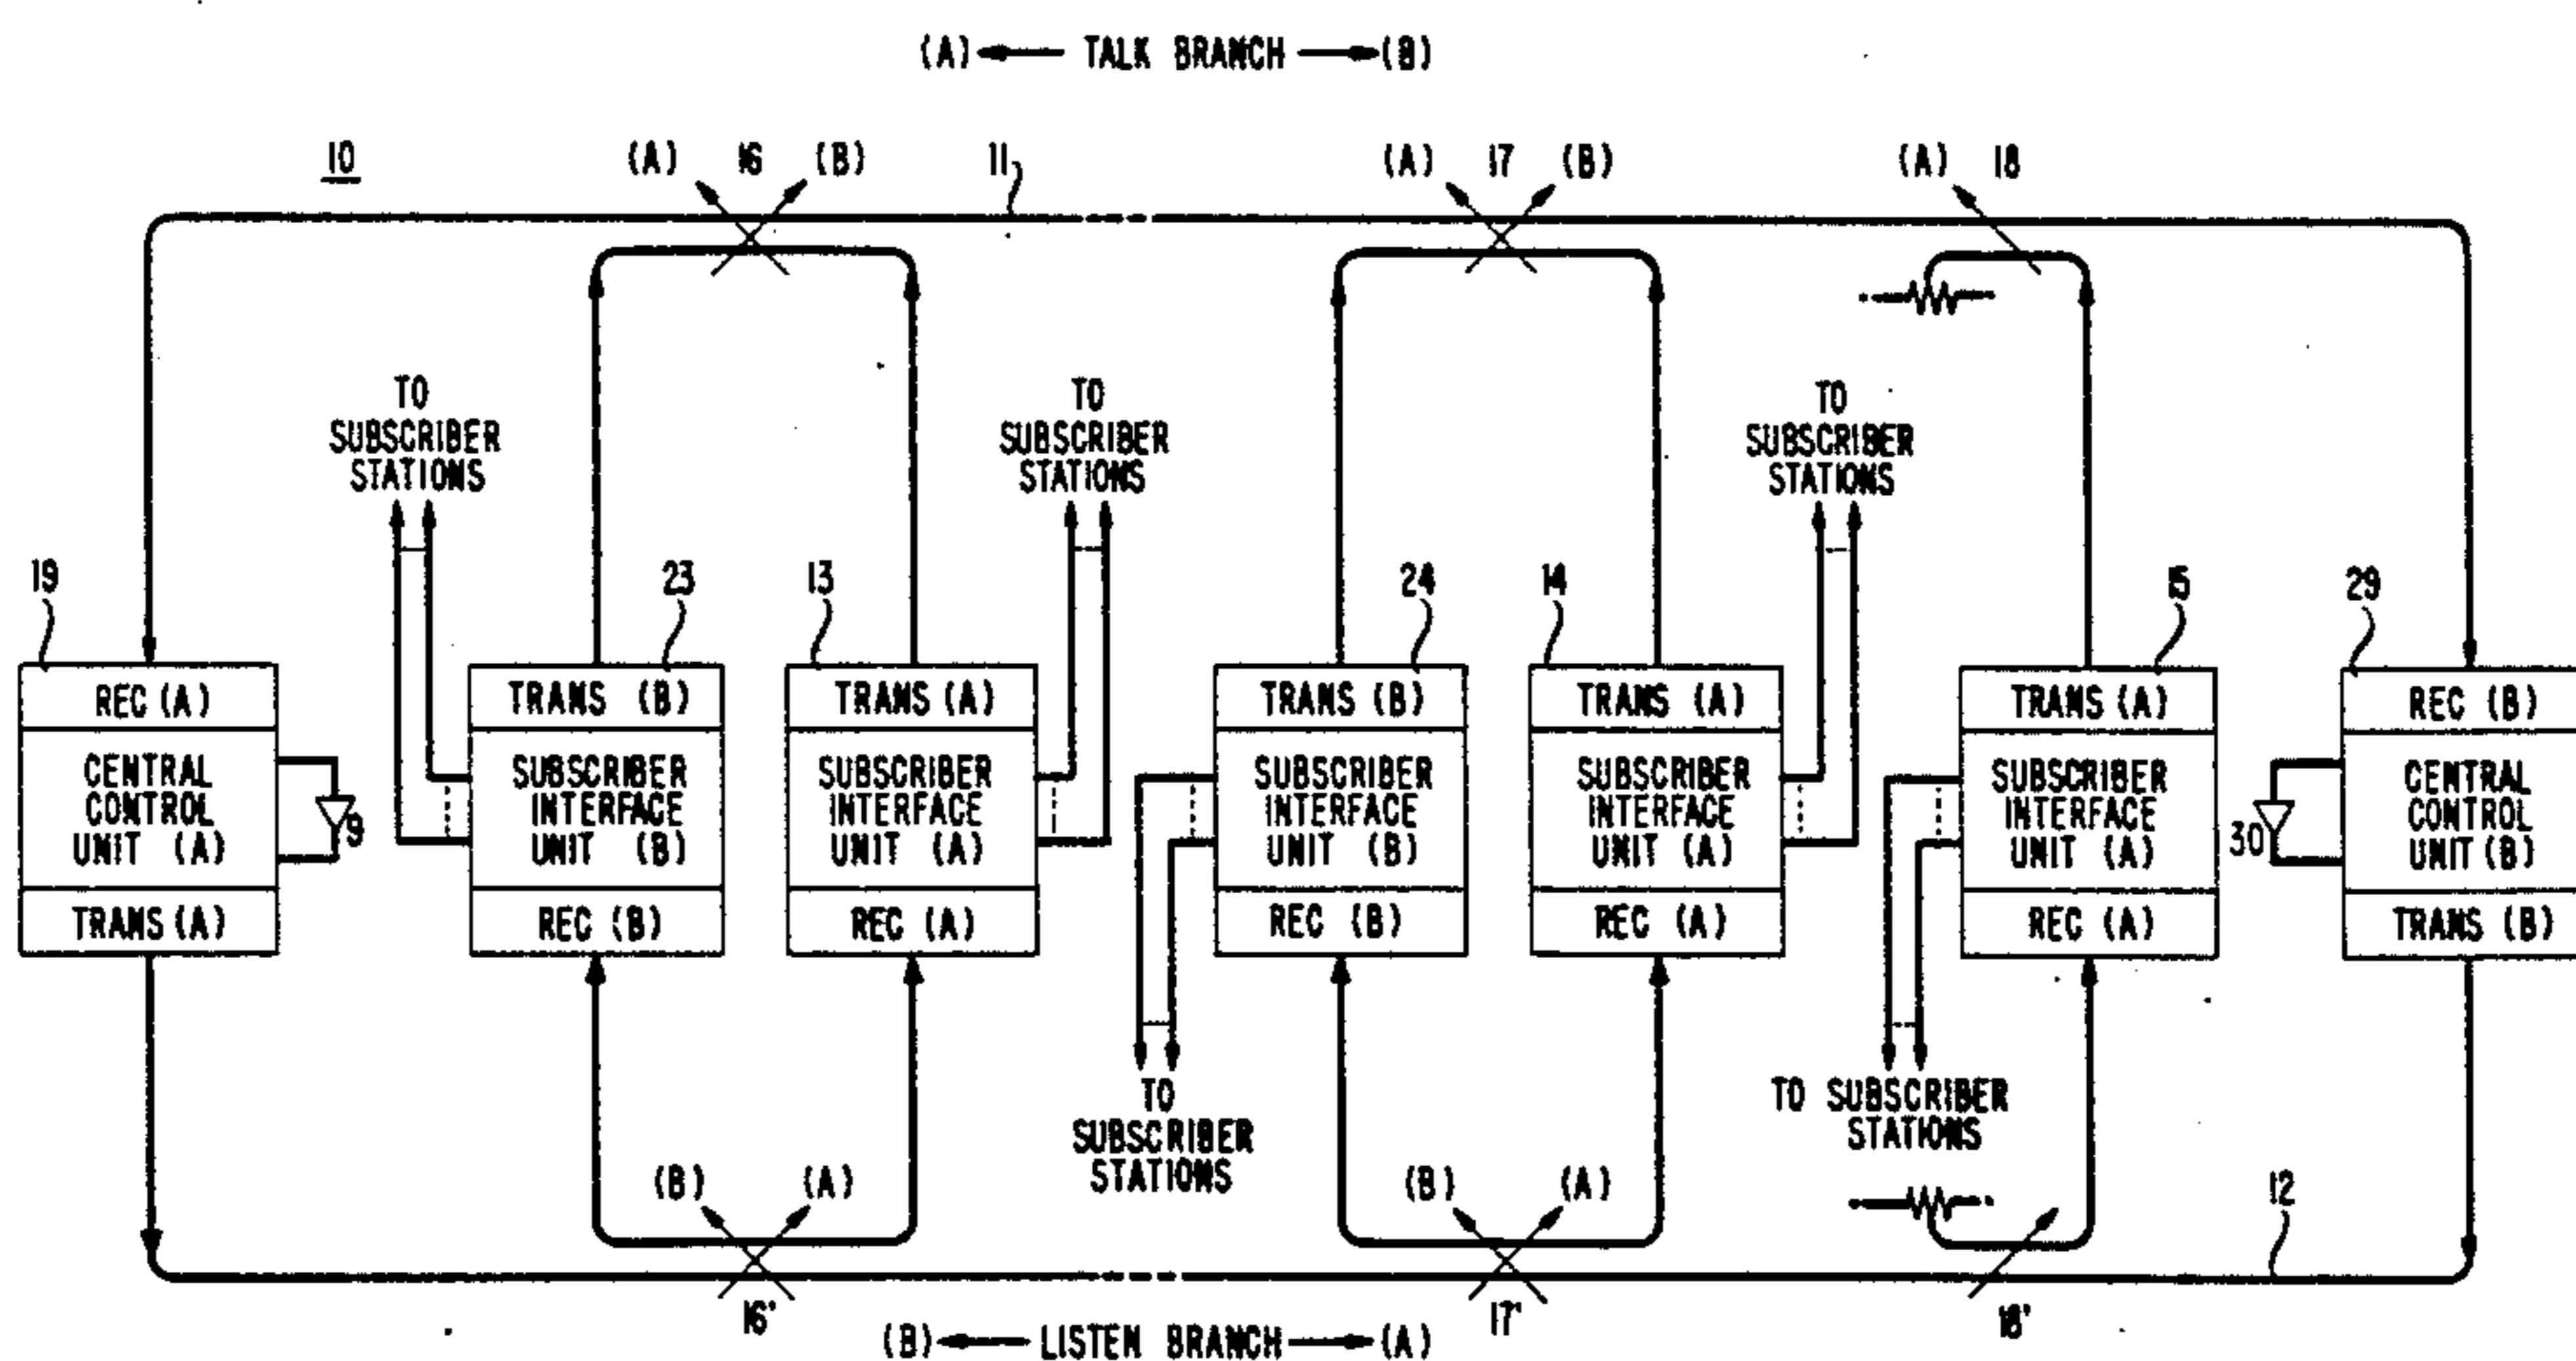 (A) TALK BRANCH (B)
10
(A) 16 (B)
11
(A) 17 (B)
(A) 18
TO
SUBSCRIBER
STATIONS
TO
SUBSCRIBER
STATIONS
TO
SUBSCRIBER
STATIONS
19
REC (A)
CENTRAL
CONTROL
UNIT (A)
TRANS (A)
9
23
TRANS (B)
SUBSCRIBER
INTERFACE
UNIT (B)
REC (B)
13
TRANS (A)
SUBSCRIBER
INTERFACE
UNIT (A)
REC (A)
24
TRANS (B)
SUBSCRIBER
INTERFACE
UNIT (B)
REC (B)
14
TRANS (A)
SUBSCRIBER
INTERFACE
UNIT (A)
REC (A)
15
TRANS (A)
SUBSCRIBER
INTERFACE
UNIT (A)
REC (A)
29
REC (B)
CENTRAL
CONTROL
UNIT (B)
TRANS (B)
30
TO
SUBSCRIBER
STATIONS
TO SUBSCRIBER
STATIONS
(B) (A)
16'
(B) (A)
17'
18'
12
(B) LISTEN BRANCH (A)